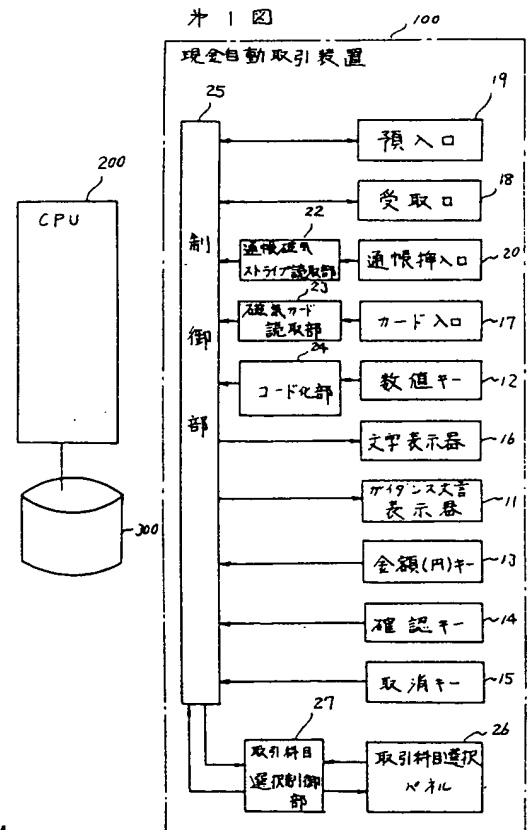 第1図
100
現金自動取引装置
25
19
預入口
200
CPU
18
受取口
22
通帳磁気
ストライプ読取部
通帳挿入口
20
23
磁気カード
読取部
カード入口
17
制御部
24
コード化部
数値キー
12
文字表示器
16
ガイダンス文言
表示器
11
300
金額(円)キー
13
確認キー
14
取消キー
15
27
26
取引科目
選択制御
部
取引科目選択
パネル